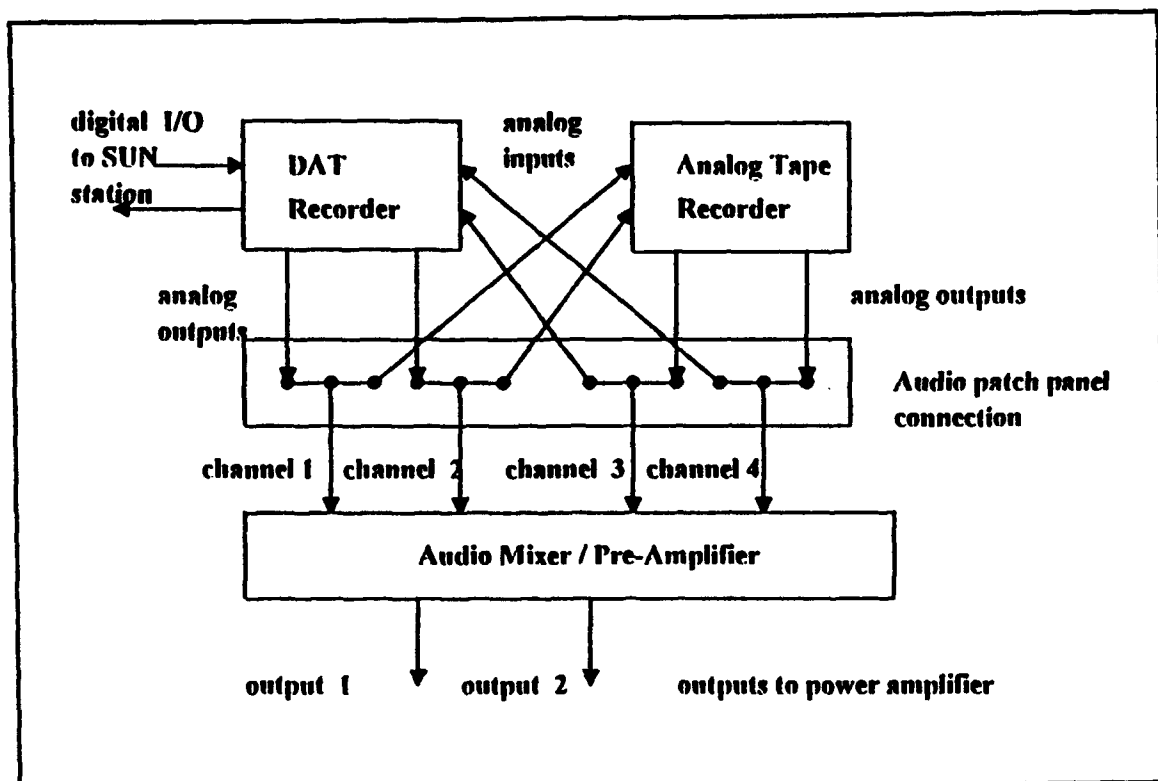 digital I/O
to SUN
station
DAT
Recorder
analog
inputs
Analog Tape
Recorder
analog
outputs
analog outputs
Audio patch panel
connection
channel 1
channel 2
channel 3
channel 4
Audio Mixer / Pre-Amplifier
output 1
output 2
outputs to power amplifier